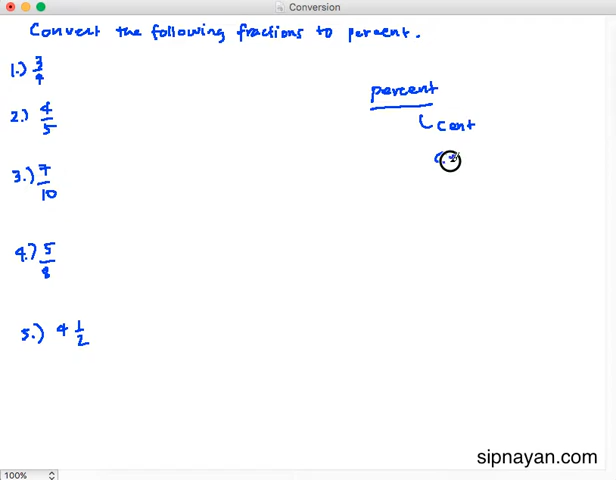 Conversion
Convert the following fractions to percent.
1.) 3/4
2.) 4/5
3.) 7/10
4.) 5/8
5.) 4 1/2
percent
cent
sipnayan.com
100%